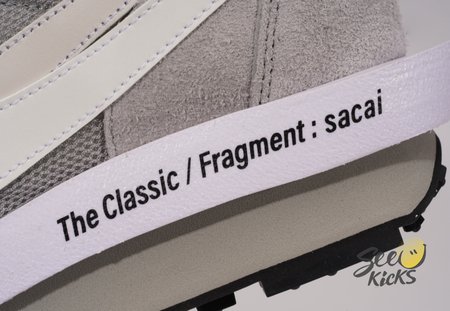 The Classic / Fragment : sacai
See
KicKS